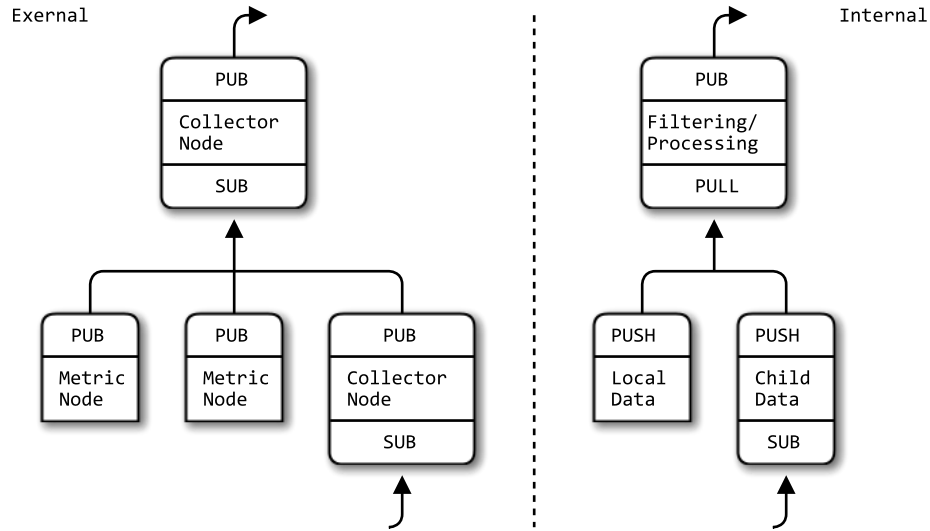 Exernal
Internal
PUB
Collector
Node
SUB
PUB
Metric
Node
PUB
Metric
Node
PUB
Collector
Node
SUB
PUB
Filtering/
Processing
PULL
PUSH
Local
Data
PUSH
Child
Data
SUB